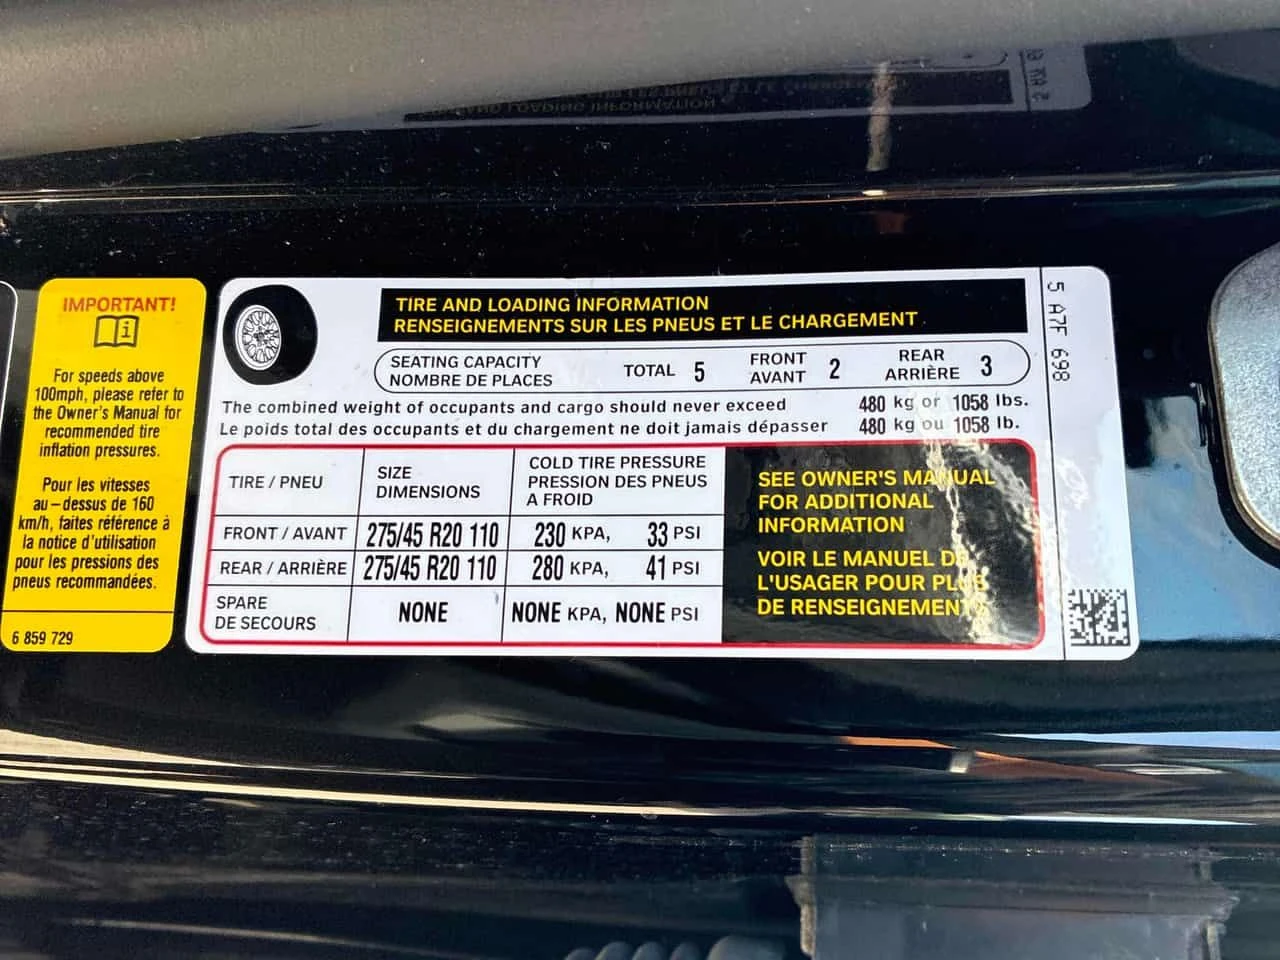 IMPORTANT!
For speeds above
100mph, please refer to
the Owner's Manual for
recommended tire
inflation pressures.
Pour les vitesses
au-dessus de 160
km/h, faites référence à
la notice d'utilisation
pour les pressions des
pneus recommandées.
6 859 729
TIRE AND LOADING INFORMATION
RENSEIGNEMENTS SUR LES PNEUS ET LE CHARGEMENT
SEATING CAPACITY
NOMBRE DE PLACES
TOTAL 5
FRONT
AVANT 2
REAR
ARRIÈRE 3
The combined weight of occupants and cargo should never exceed 480 kg or 1058 lbs.
Le poids total des occupants et du chargement ne doit jamais dépasser 480 kg ou 1058 lb.
TIRE / PNEU
SIZE
DIMENSIONS
COLD TIRE PRESSURE
PRESSION DES PNEUS
A FROID
FRONT / AVANT 275/45 R20 110 230 KPA, 33 PSI
REAR / ARRIÈRE 275/45 R20 110 280 KPA, 41 PSI
SPARE
DE SECOURS
NONE NONE KPA, NONE PSI
SEE OWNER'S MANUAL
FOR ADDITIONAL
INFORMATION
VOIR LE MANUEL DE
L'USAGER POUR PLUS
DE RENSEIGNEMENTS
5 A7F 698